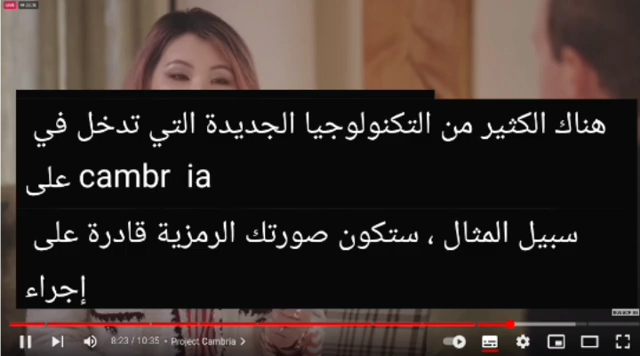 LIVE
هناك الكثير من التكنولوجيا الجديدة التي تدخل في
cambr ia على
سبيل المثال ، ستكون صورتك الرمزية قادرة على
إجراء
8:23 / 10:35 • Project Cambria >